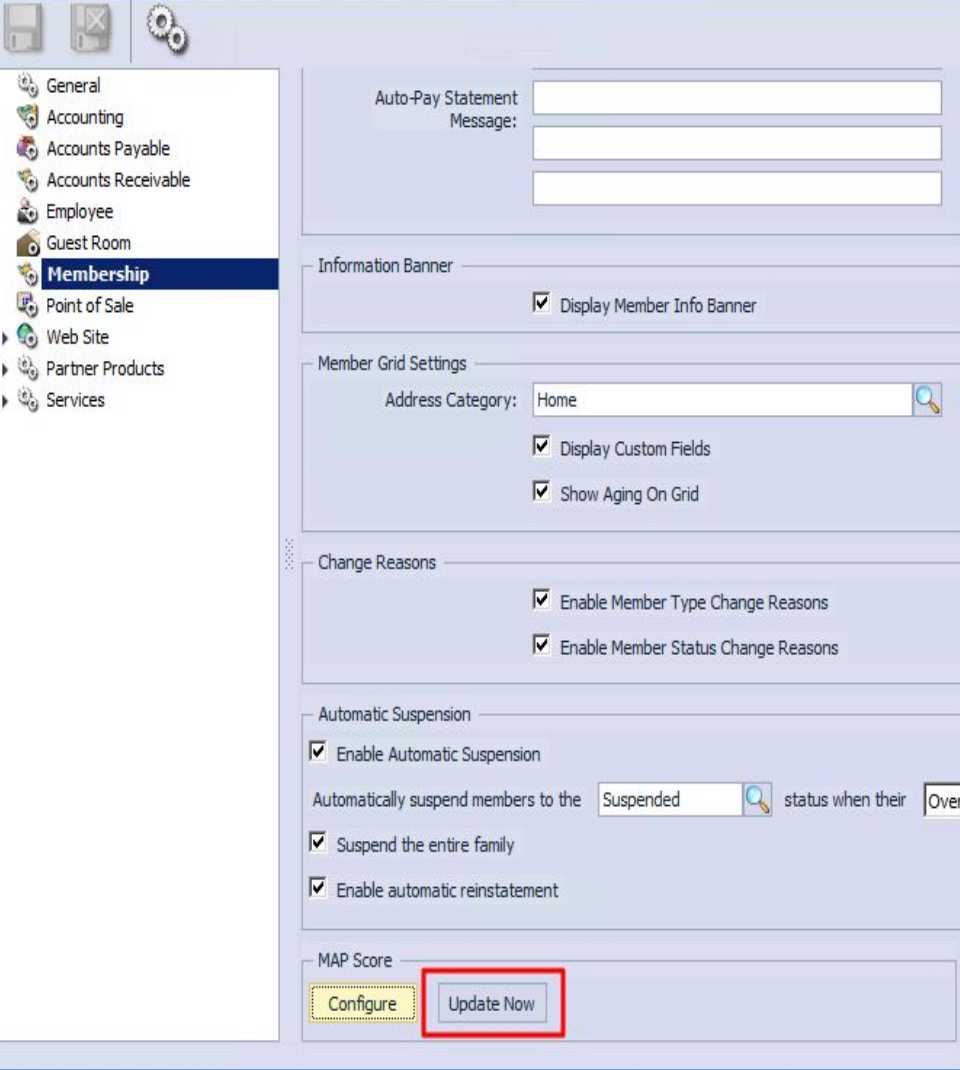 General
Accounting
Accounts Payable
Accounts Receivable
Employee
Guest Room
Membership
Point of Sale
Web Site
Partner Products
Services
Auto-Pay Statement
Message:
Information Banner
Display Member Info Banner
Member Grid Settings
Address Category: Home
Display Custom Fields
Show Aging On Grid
Change Reasons
Enable Member Type Change Reasons
Enable Member Status Change Reasons
Automatic Suspension
Enable Automatic Suspension
Automatically suspend members to the Suspended status when their Over
Suspend the entire family
Enable automatic reinstatement
MAP Score
Configure Update Now